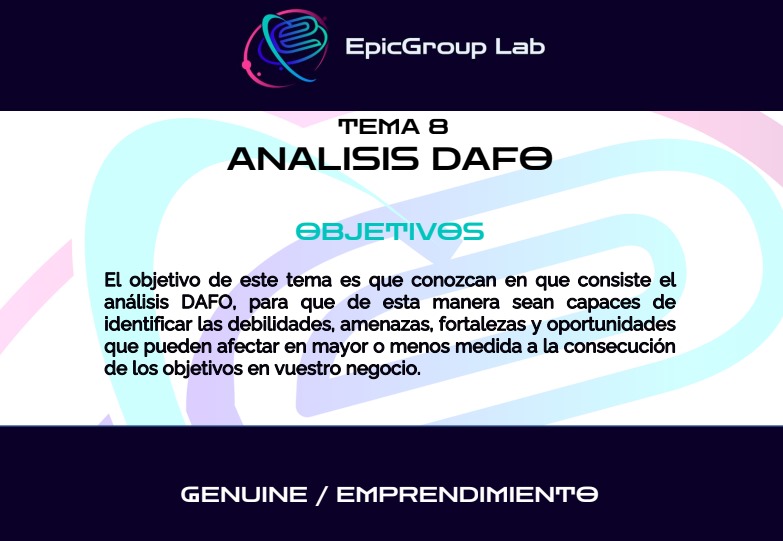 EpicGroup Lab
TEMA 8
ANALISIS DAFO
OBJETIVOS
El objetivo de este tema es que conozcan en que consiste el
análisis DAFO, para que de esta manera sean capaces de
identificar las debilidades, amenazas, fortalezas y oportunidades
que pueden afectar en mayor o menos medida a la consecución
de los objetivos en vuestro negocio.
GENUINE / EMPRENDIMIENTO